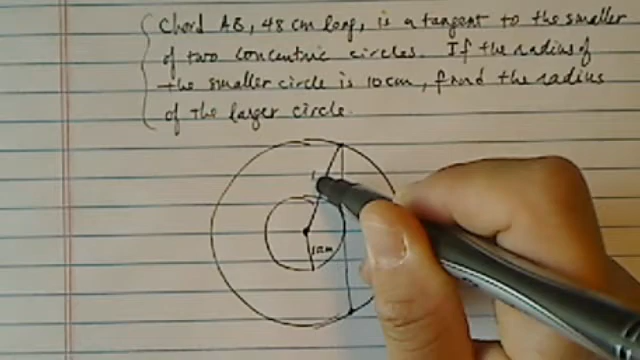 Chord AB, 48 cm long, is a tangent to the smaller
of two concentric circles. If the radius of
the smaller circle is 10 cm, find the radius
of the larger circle.
10cm